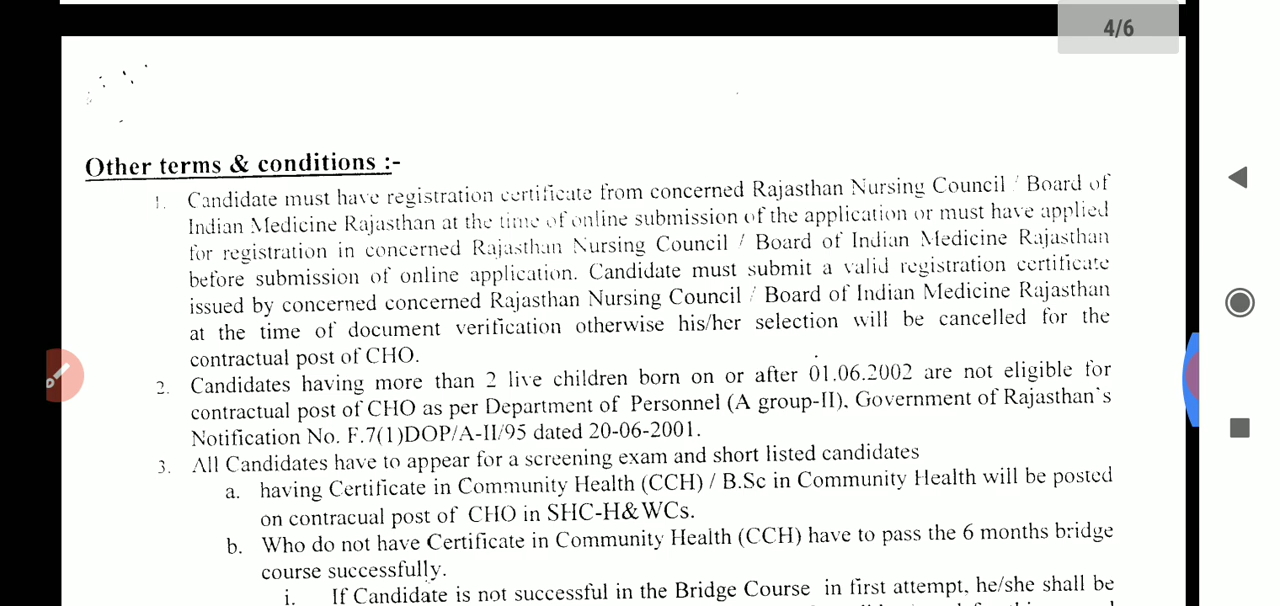 4/6
Other terms & conditions :-
1. Candidate must have registration certificate from concerned Rajasthan Nursing Council / Board of
Indian Medicine Rajasthan at the time of online submission of the application or must have applied
for registration in concerned Rajasthan Nursing Council / Board of Indian Medicine Rajasthan
before submission of online application. Candidate must submit a valid registration certificate
issued by concerned concerned Rajasthan Nursing Council / Board of Indian Medicine Rajasthan
at the time of document verification otherwise his/her selection will be cancelled for the
contractual post of CHO.
2. Candidates having more than 2 live children born on or after 01.06.2002 are not eligible for
contractual post of CHO as per Department of Personnel (A group-II), Government of Rajasthan's
Notification No. F.7(1)DOP/A-II/95 dated 20-06-2001.
3. All Candidates have to appear for a screening exam and short listed candidates
a. having Certificate in Community Health (CCH) / B.Sc in Community Health will be posted
on contracual post of CHO in SHC-H&WCs.
b. Who do not have Certificate in Community Health (CCH) have to pass the 6 months bridge
course successfully.
i. If Candidate is not successful in the Bridge Course in first attempt, he/she shall be